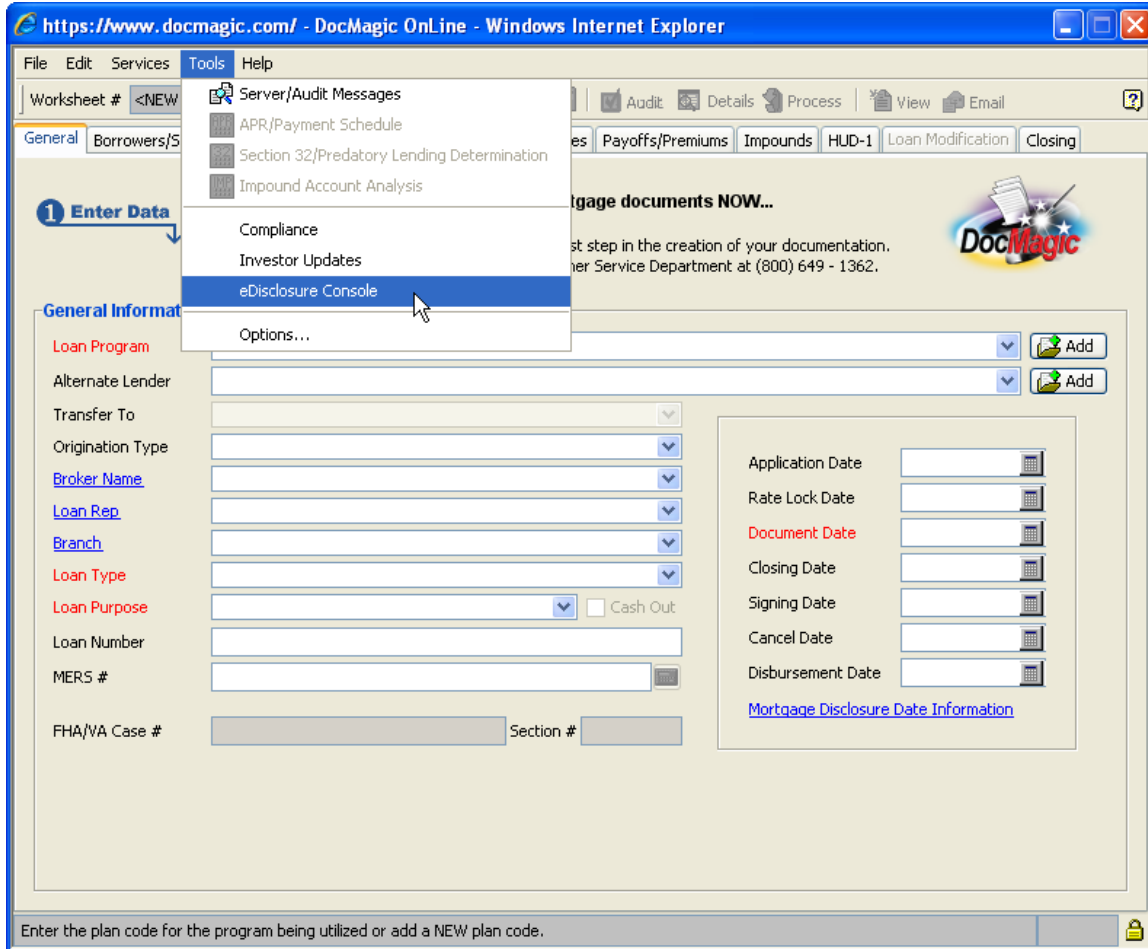 https://www.docmagic.com/ - DocMagic OnLine - Windows Internet Explorer
File Edit Services Tools Help
Worksheet # <NEW Audit Details Process View Email
Server/Audit Messages
APR/Payment Schedule
Section 32/Predatory Lending Determination
Impound Account Analysis
Compliance
Investor Updates
eDisclosure Console
Options...
General Borrowers/S es Payoffs/Premiums Impounds HUD-1 Loan Modification Closing
1 Enter Data
tgage documents NOW...
st step in the creation of your documentation.
er Service Department at (800) 649 - 1362.
DocMagic
General Informat
Loan Program Add
Alternate Lender Add
Transfer To
Origination Type
Broker Name
Loan Rep
Branch
Loan Type
Loan Purpose Cash Out
Loan Number
MERS #
FHA/VA Case # Section #
Application Date
Rate Lock Date
Document Date
Closing Date
Signing Date
Cancel Date
Disbursement Date
Mortgage Disclosure Date Information
Enter the plan code for the program being utilized or add a NEW plan code.